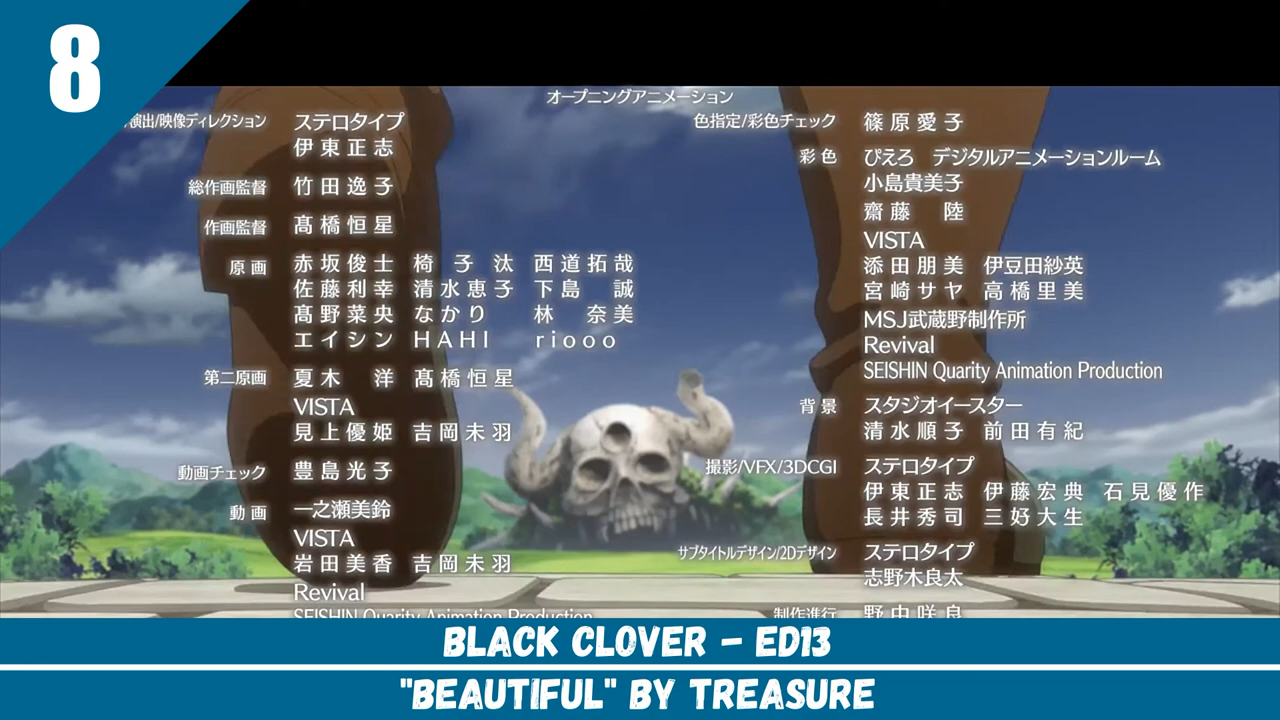 8
オープニングアニメーション
演出/映像ディレクション ステロタイプ
伊東正志
総作画監督 竹田逸子
作画監督 髙橋恒星
原画 赤坂俊士 椅子汰 西道拓哉
佐藤利幸 清水恵子 下島 誠
髙野菜央 なかり 林 奈美
エイシン HAHI riooo
第二原画 夏木 洋 髙橋恒星
VISTA
見上優姫 吉岡未羽
動画チェック 豊島光子
動画 一之瀬美鈴
VISTA
岩田美香 吉岡未羽
Revival
SEISHIN Quarity Animation Production
色指定/彩色チェック 篠原愛子
彩色 ぴえろ デジタルアニメーションルーム
小島貴美子
齋藤 陸
VISTA
添田朋美 伊豆田紗英
宮崎サヤ 高橋里美
MSJ武蔵野制作所
Revival
SEISHIN Quarity Animation Production
背景 スタジオイースター
清水順子 前田有紀
撮影/VFX/3DCGI ステロタイプ
伊東正志 伊藤宏典 石見優作
長井秀司 三好大生
サブタイトルデザイン/2Dデザイン ステロタイプ
志野木良太
制作進行 野中咲良
BLACK CLOVER - ED13
"BEAUTIFUL" BY TREASURE